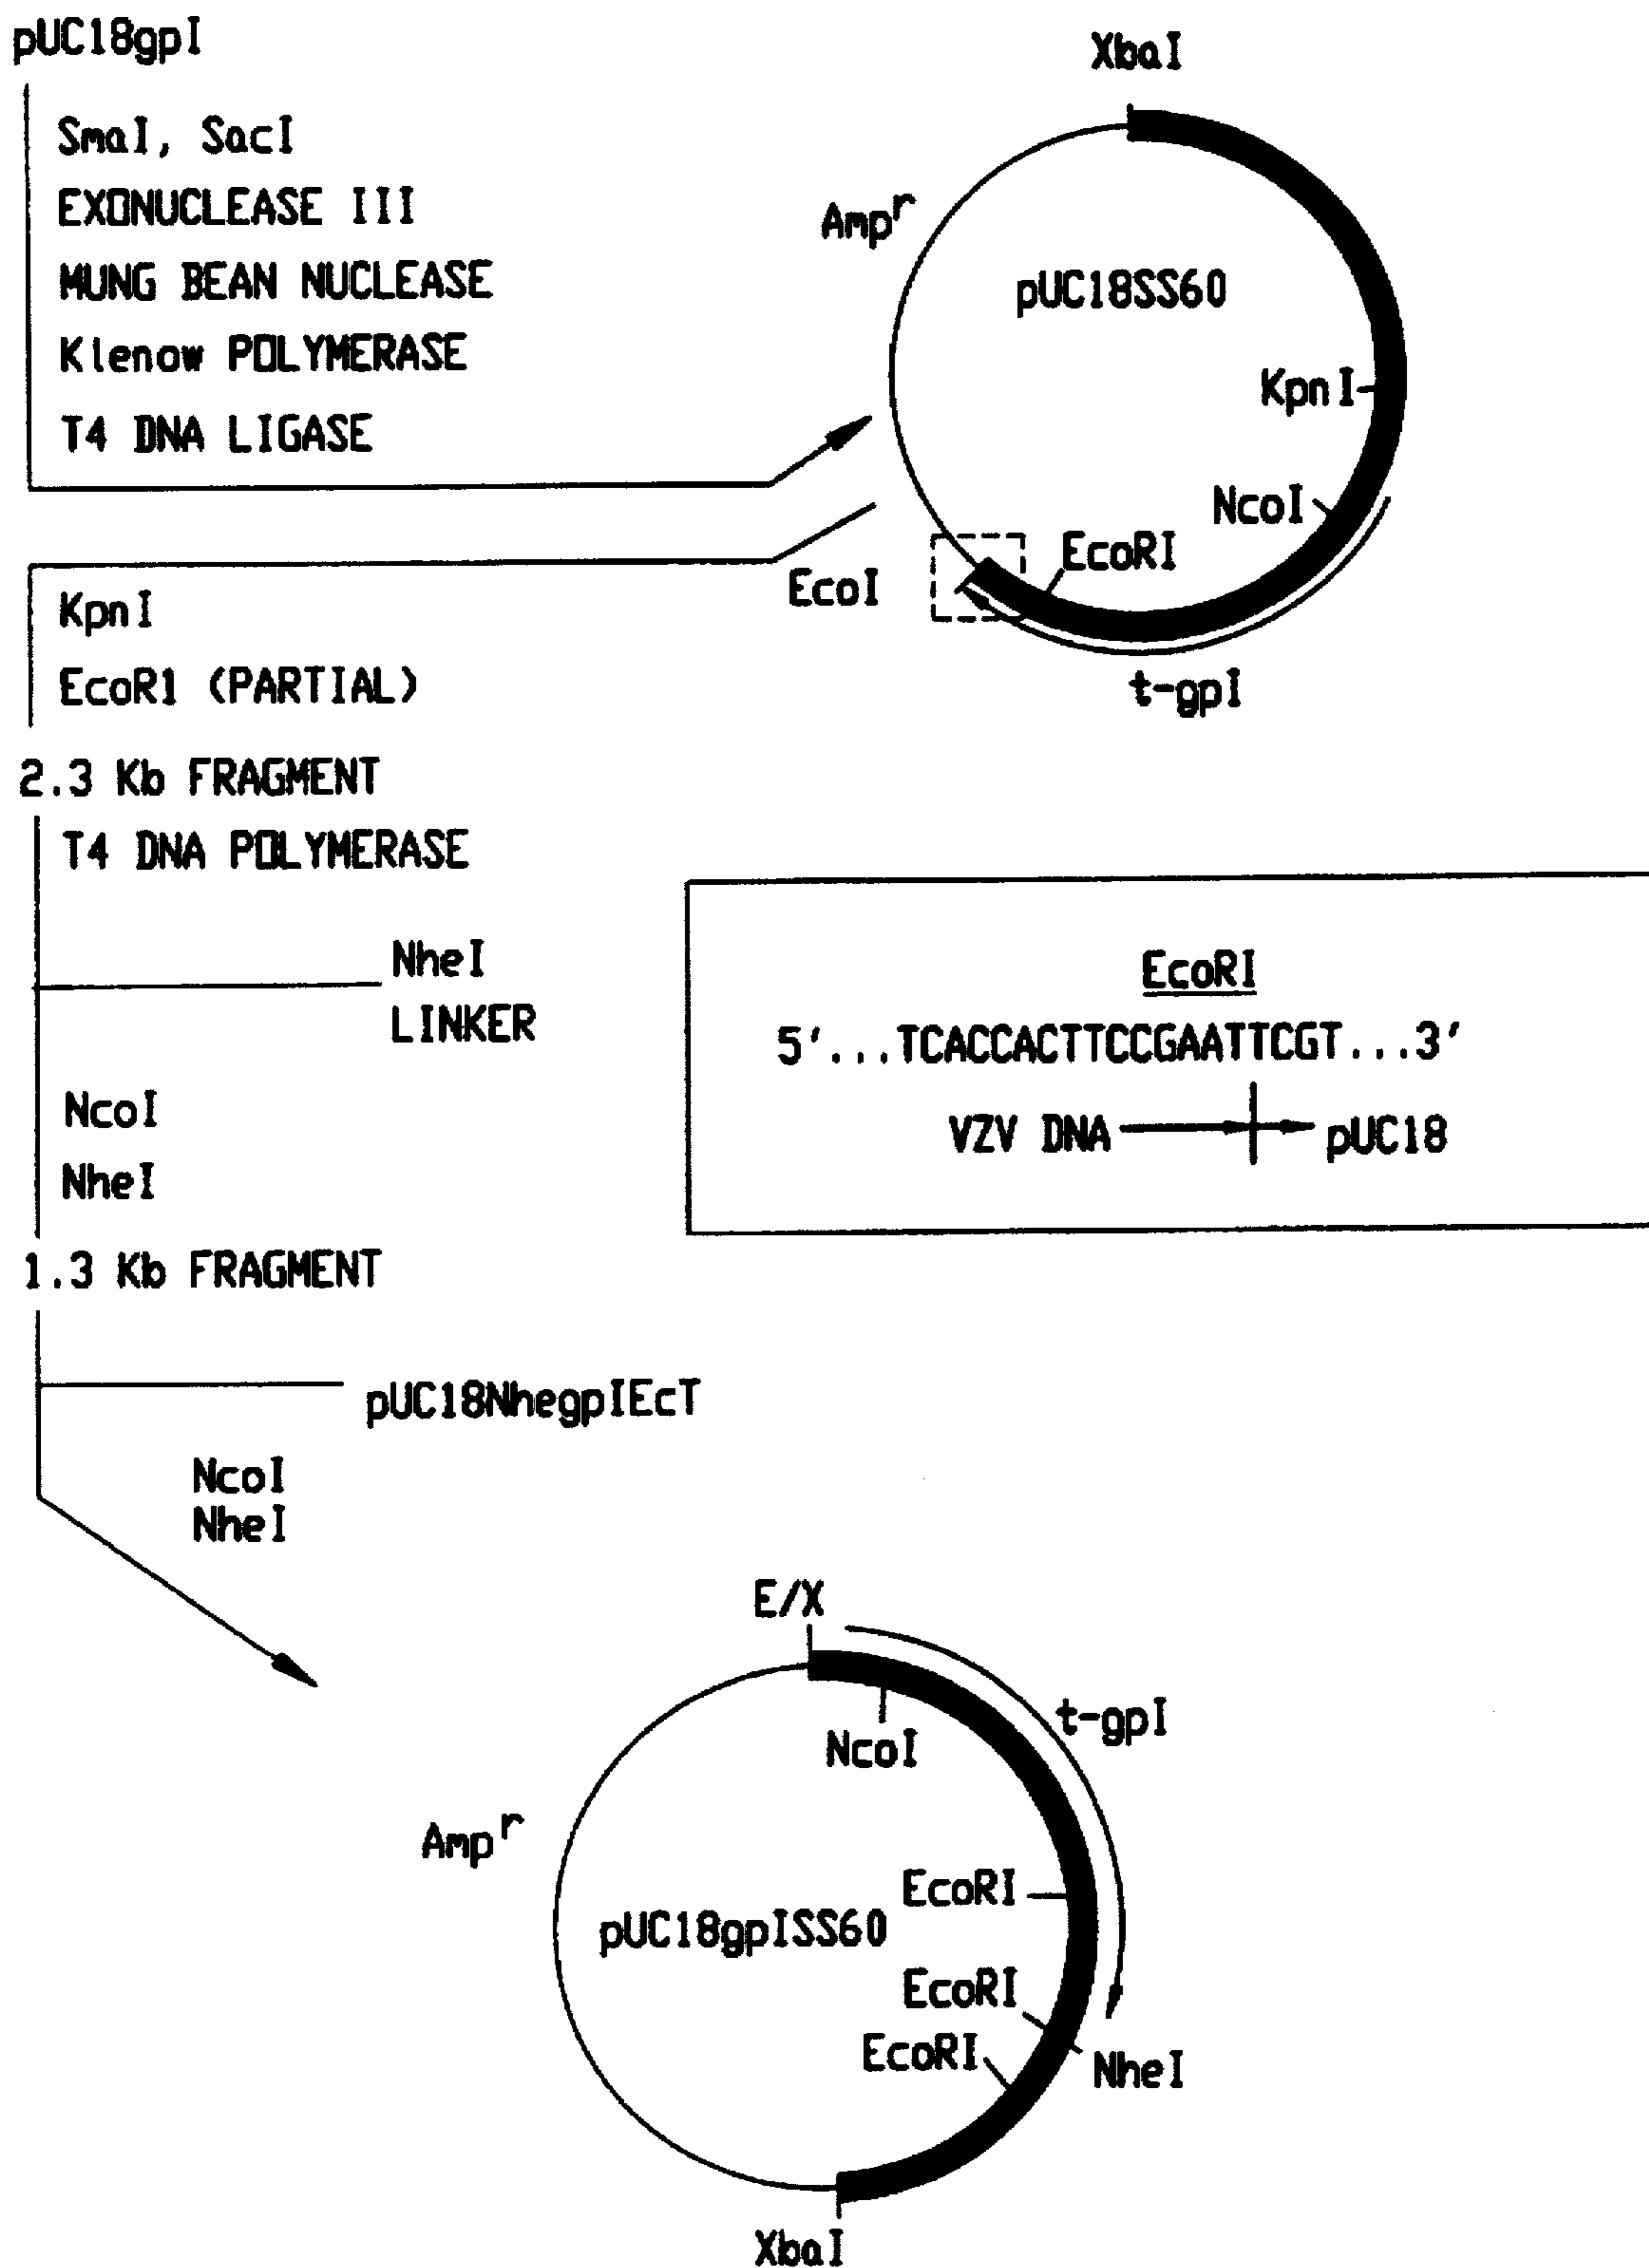 pUC18gpI
SmaI, SacI
EXONUCLEASE III
MUNG BEAN NUCLEASE
Klenow POLYMERASE
T4 DNA LIGASE
XbaI
Ampʳ
pUC18SS60
KpnI
NcoI
EcoRI
EcoI
t-gpI
KpnI
EcoR1 (PARTIAL)
2.3 Kb FRAGMENT
T4 DNA POLYMERASE
NheI
LINKER
NcoI
NheI
1.3 Kb FRAGMENT
EcoRI
5'...TCACCACTTCCGAATTCGT...3'
VZV DNA pUC18
pUC18NhegpIEcT
NcoI
NheI
E/X
t-gpI
NcoI
Ampʳ
EcoRI
pUC18gpISS60
EcoRI
EcoRI
NheI
XbaI